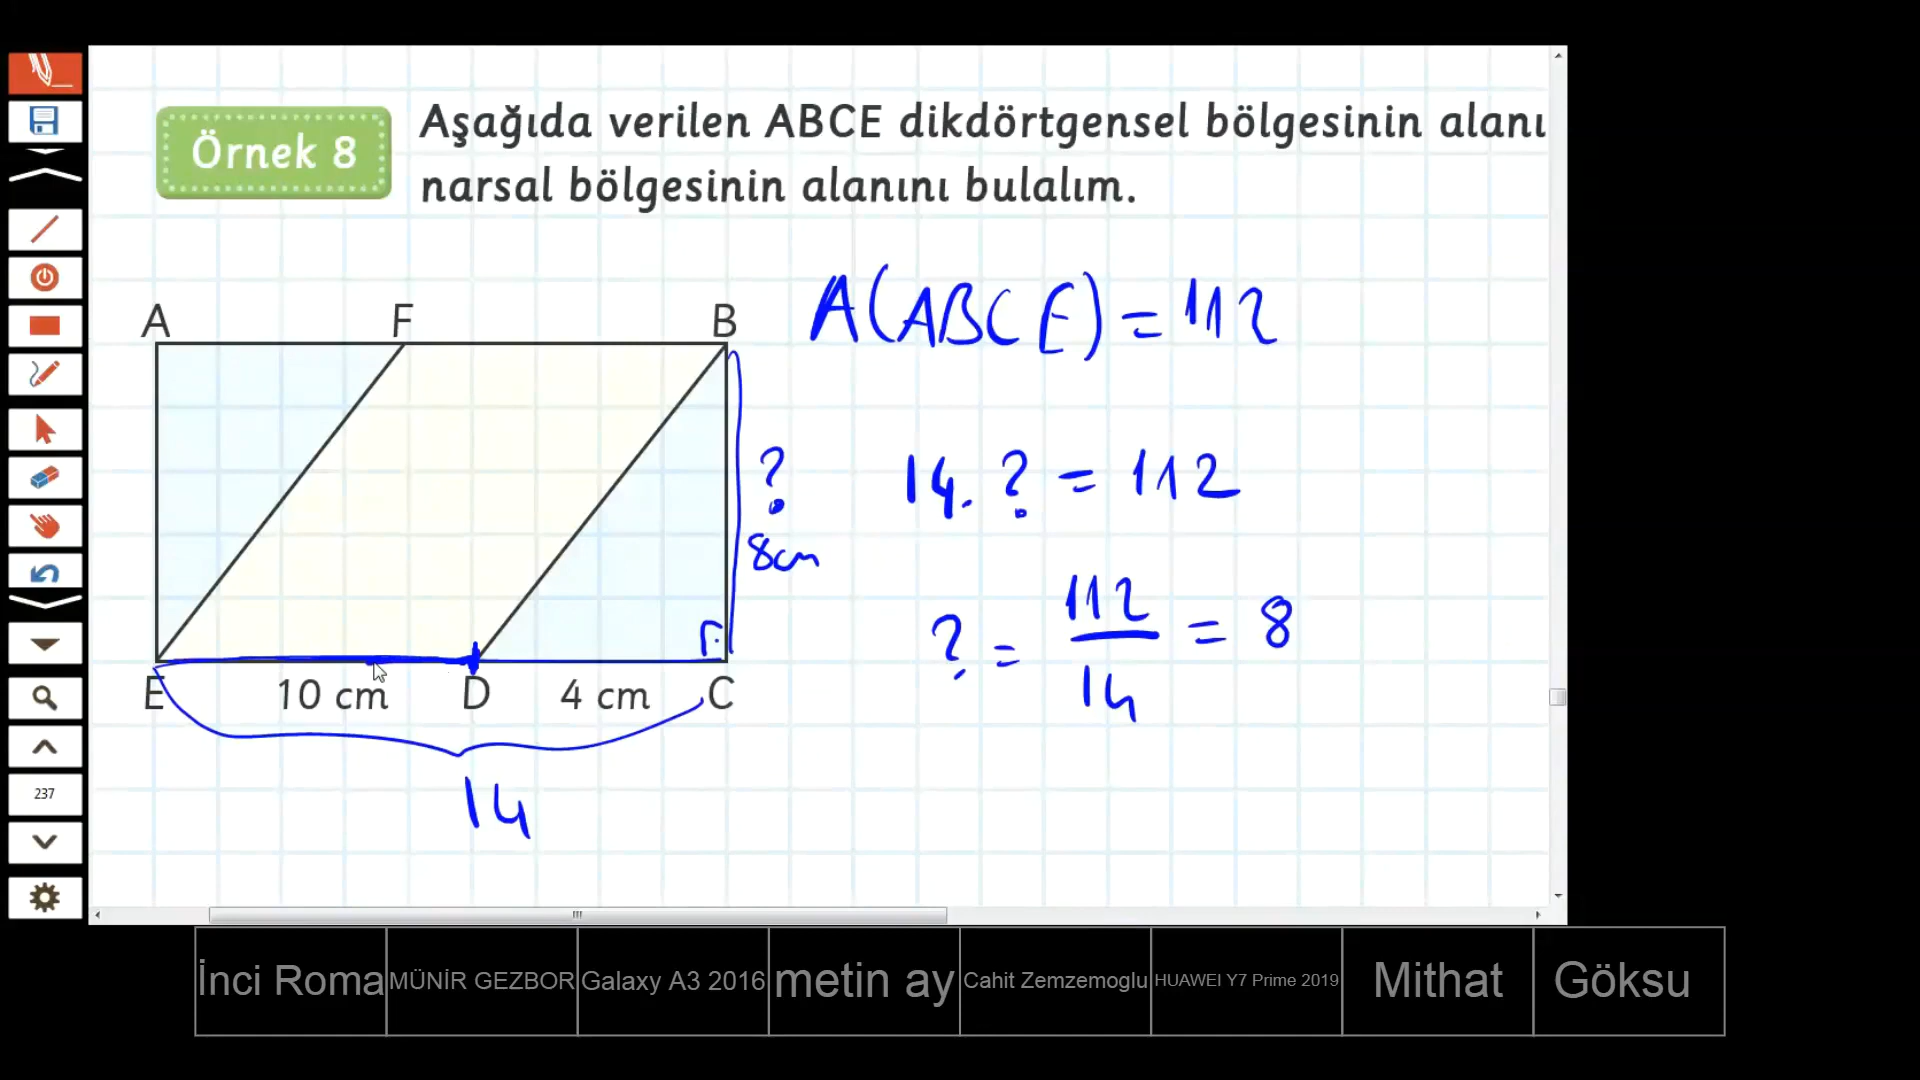 Örnek 8
Aşağıda verilen ABCE dikdörtgensel bölgesinin alanı
narsal bölgesinin alanını bulalım.
A(ABCE) = 112
A F B
14 . ? = 112
?
8cm
? = 112/14 = 8
E 10 cm D 4 cm C
14
237
İnci Roma MÜNİR GEZBOR Galaxy A3 2016 metin ay Cahit Zemzemoglu HUAWEI Y7 Prime 2019 Mithat Göksu